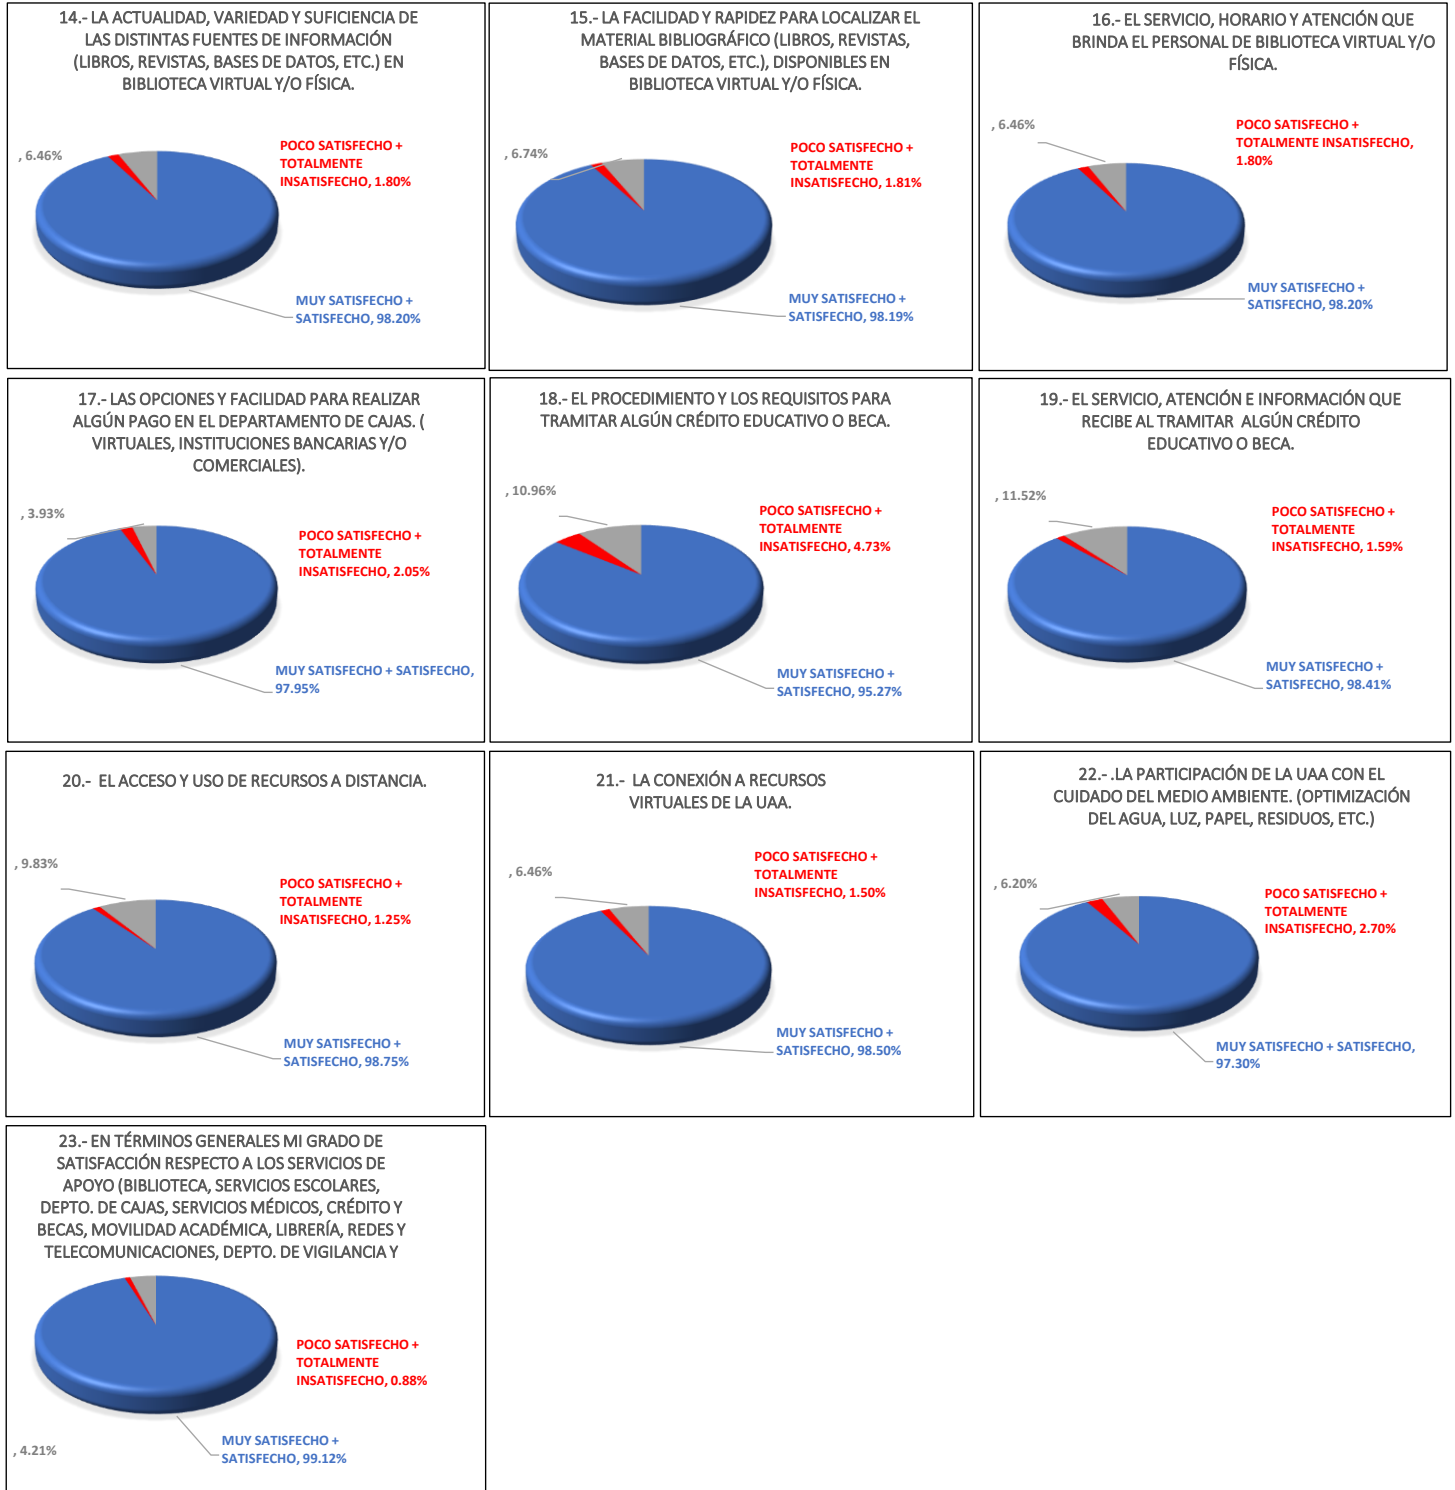 14.- LA ACTUALIDAD, VARIEDAD Y SUFICIENCIA DE
LAS DISTINTAS FUENTES DE INFORMACIÓN
(LIBROS, REVISTAS, BASES DE DATOS, ETC.) EN
BIBLIOTECA VIRTUAL Y/O FÍSICA.
, 6.46%
POCO SATISFECHO +
TOTALMENTE
INSATISFECHO, 1.80%
MUY SATISFECHO +
SATISFECHO, 98.20%
15.- LA FACILIDAD Y RAPIDEZ PARA LOCALIZAR EL
MATERIAL BIBLIOGRÁFICO (LIBROS, REVISTAS,
BASES DE DATOS, ETC.), DISPONIBLES EN
BIBLIOTECA VIRTUAL Y/O FÍSICA.
, 6.74%
POCO SATISFECHO +
TOTALMENTE
INSATISFECHO, 1.81%
MUY SATISFECHO +
SATISFECHO, 98.19%
16.- EL SERVICIO, HORARIO Y ATENCIÓN QUE
BRINDA EL PERSONAL DE BIBLIOTECA VIRTUAL Y/O
FÍSICA.
, 6.46%
POCO SATISFECHO +
TOTALMENTE INSATISFECHO,
1.80%
MUY SATISFECHO +
SATISFECHO, 98.20%
17.- LAS OPCIONES Y FACILIDAD PARA REALIZAR
ALGÚN PAGO EN EL DEPARTAMENTO DE CAJAS. (
VIRTUALES, INSTITUCIONES BANCARIAS Y/O
COMERCIALES).
, 3.93%
POCO SATISFECHO +
TOTALMENTE
INSATISFECHO, 2.05%
MUY SATISFECHO + SATISFECHO,
97.95%
18.- EL PROCEDIMIENTO Y LOS REQUISITOS PARA
TRAMITAR ALGÚN CRÉDITO EDUCATIVO O BECA.
, 10.96%
POCO SATISFECHO +
TOTALMENTE
INSATISFECHO, 4.73%
MUY SATISFECHO +
SATISFECHO, 95.27%
19.- EL SERVICIO, ATENCIÓN E INFORMACIÓN QUE
RECIBE AL TRAMITAR ALGÚN CRÉDITO
EDUCATIVO O BECA.
, 11.52%
POCO SATISFECHO +
TOTALMENTE
INSATISFECHO, 1.59%
MUY SATISFECHO +
SATISFECHO, 98.41%
20.- EL ACCESO Y USO DE RECURSOS A DISTANCIA.
, 9.83%
POCO SATISFECHO +
TOTALMENTE
INSATISFECHO, 1.25%
MUY SATISFECHO +
SATISFECHO, 98.75%
21.- LA CONEXIÓN A RECURSOS
VIRTUALES DE LA UAA.
, 6.46%
POCO SATISFECHO +
TOTALMENTE
INSATISFECHO, 1.50%
MUY SATISFECHO +
SATISFECHO, 98.50%
22.- .LA PARTICIPACIÓN DE LA UAA CON EL
CUIDADO DEL MEDIO AMBIENTE. (OPTIMIZACIÓN
DEL AGUA, LUZ, PAPEL, RESIDUOS, ETC.)
, 6.20%
POCO SATISFECHO +
TOTALMENTE
INSATISFECHO, 2.70%
MUY SATISFECHO + SATISFECHO,
97.30%
23.- EN TÉRMINOS GENERALES MI GRADO DE
SATISFACCIÓN RESPECTO A LOS SERVICIOS DE
APOYO (BIBLIOTECA, SERVICIOS ESCOLARES,
DEPTO. DE CAJAS, SERVICIOS MÉDICOS, CRÉDITO Y
BECAS, MOVILIDAD ACADÉMICA, LIBRERÍA, REDES Y
TELECOMUNICACIONES, DEPTO. DE VIGILANCIA Y
POCO SATISFECHO +
TOTALMENTE
INSATISFECHO, 0.88%
MUY SATISFECHO +
SATISFECHO, 99.12%
, 4.21%